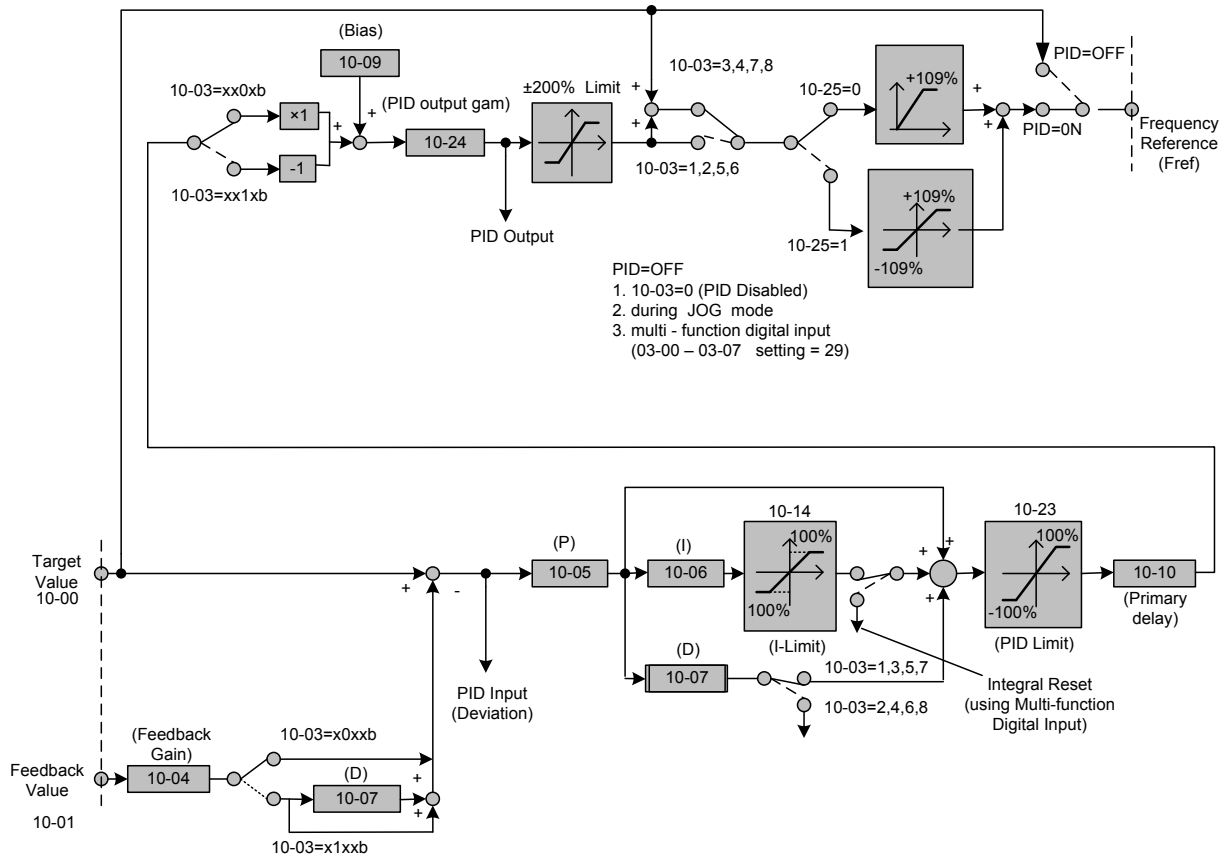 (Bias)
10-09
10-03=xx0xb
×1
-1
10-03=xx1xb
+
+
(PID output gam)
10-24
PID Output
±200% Limit
10-03=3,4,7,8
+
+
10-03=1,2,5,6
10-25=0
+109%
10-25=1
+109%
-109%
+
+
PID=OFF
PID=0N
Frequency
Reference
(Fref)
PID=OFF
1. 10-03=0 (PID Disabled)
2. during JOG mode
3. multi - function digital input
(03-00 – 03-07 setting = 29)
Target
Value
10-00
+
-
PID Input
(Deviation)
(P)
10-05
(I)
10-06
10-14
100%
100%
(I-Limit)
(D)
10-07
10-03=1,3,5,7
10-03=2,4,6,8
+
+
+
Integral Reset
(using Multi-function
Digital Input)
10-23
100%
-100%
(PID Limit)
10-10
(Primary
delay)
Feedback
Value
10-01
(Feedback
Gain)
10-04
10-03=x0xxb
(D)
10-07
+
+
10-03=x1xxb